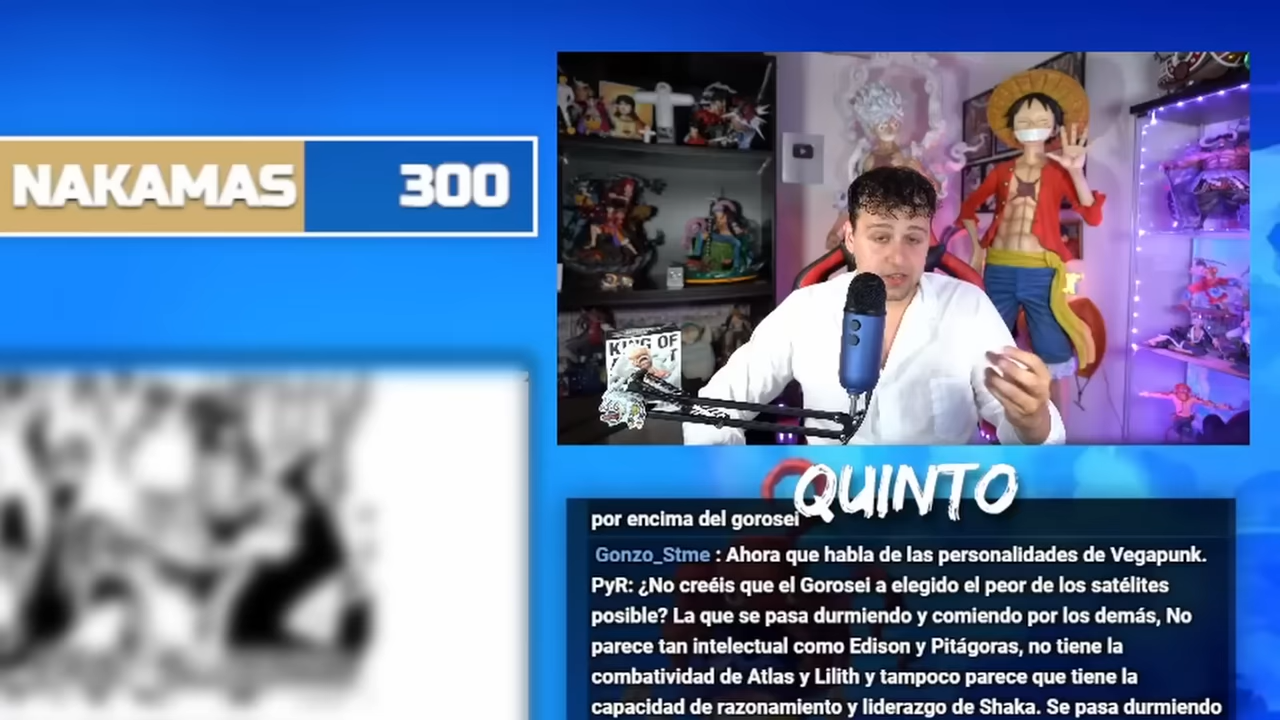 NAKAMAS 300
KING OF
QUINTO
por encima del gorosei
Gonzo_Stme : Ahora que habla de las personalidades de Vegapunk.
PyR: ¿No creéis que el Gorosei a elegido el peor de los satélites
posible? La que se pasa durmiendo y comiendo por los demás, No
parece tan intelectual como Edison y Pitágoras, no tiene la
combatividad de Atlas y Lilith y tampoco parece que tiene la
capacidad de razonamiento y liderazgo de Shaka. Se pasa durmiendo